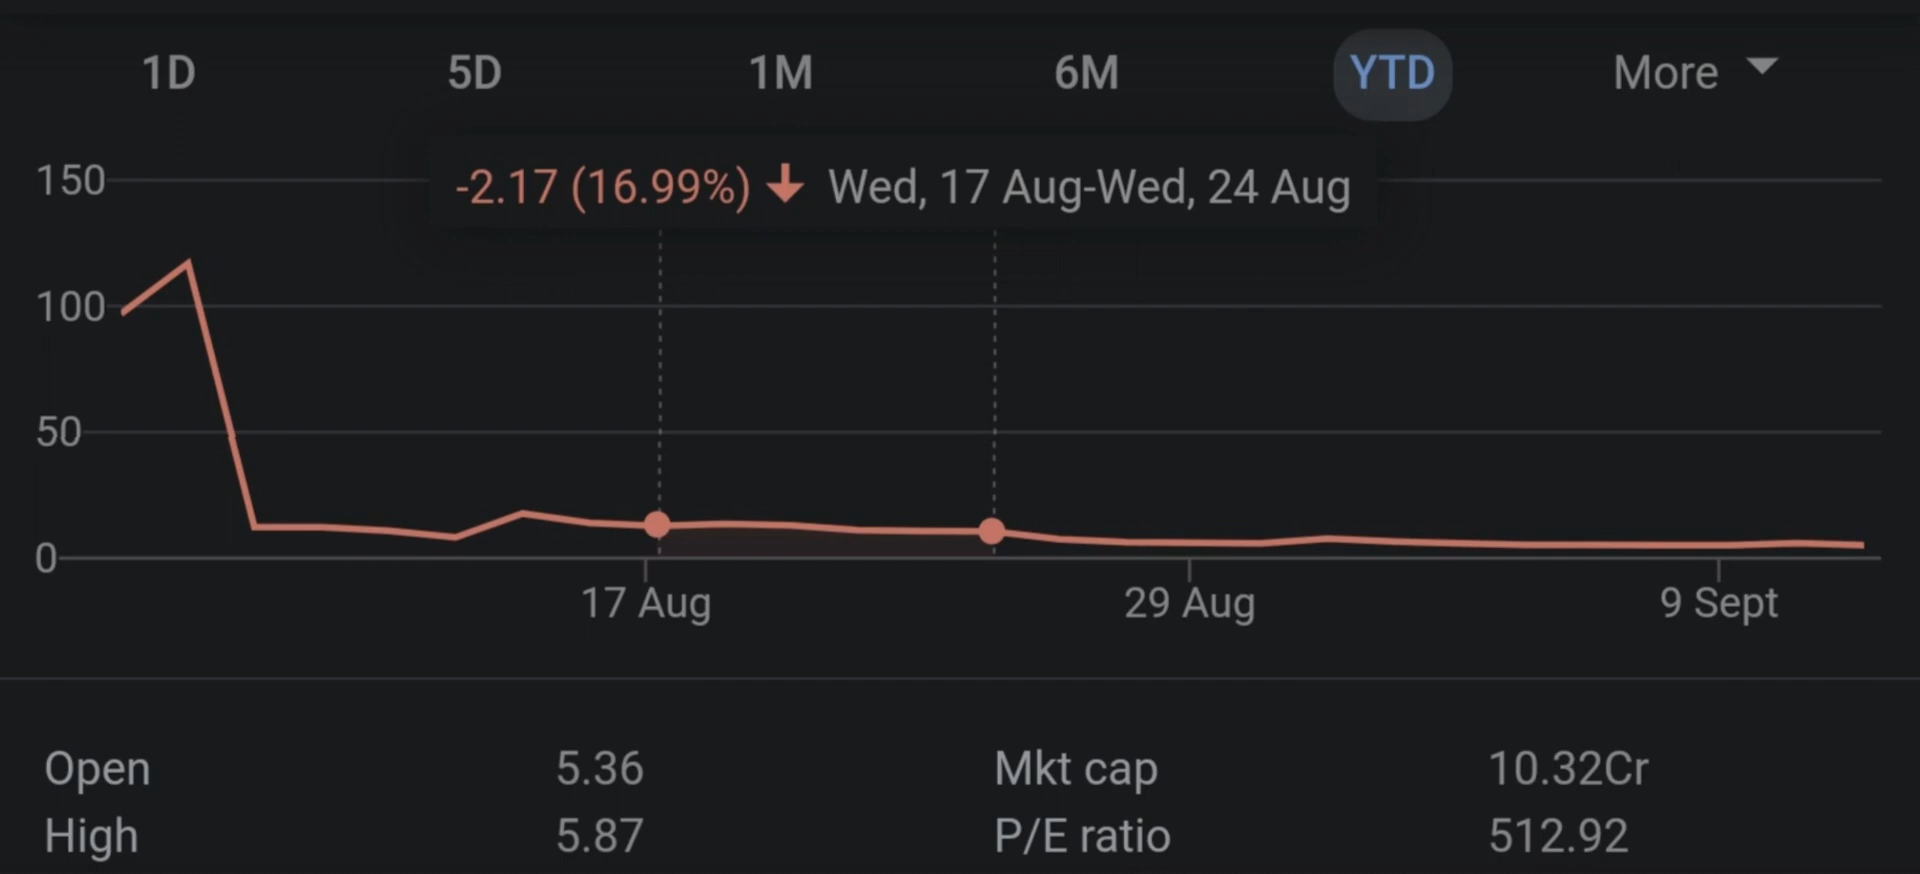 1D 5D 1M 6M YTD More
-2.17 (16.99%) Wed, 17 Aug-Wed, 24 Aug
150
100
50
0
17 Aug 29 Aug 9 Sept
Open 5.36 Mkt cap 10.32Cr
High 5.87 P/E ratio 512.92